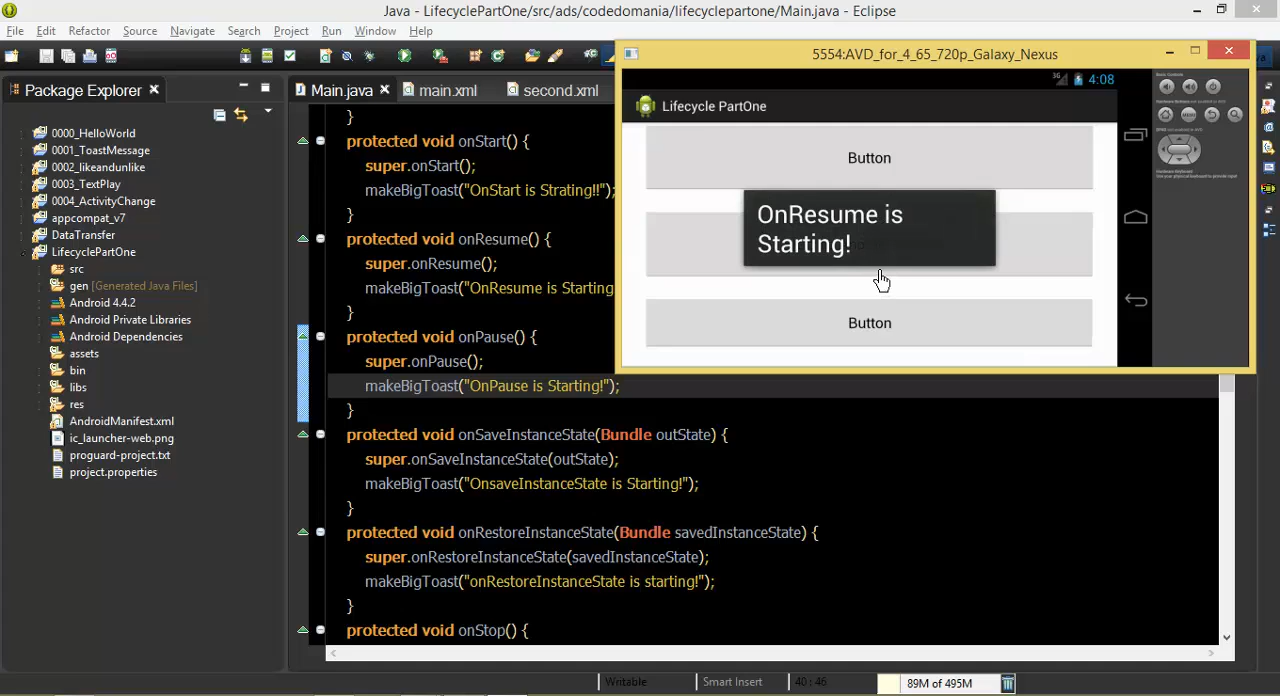 Java - LifecyclePartOne/src/ads/codedomania/lifecyclepartone/Main.java - Eclipse
File Edit Refactor Source Navigate Search Project Run Window Help
Package Explorer
0000_HelloWorld
0001_ToastMessage
0002_likeandunlike
0003_TextPlay
0004_ActivityChange
appcompat_v7
DataTransfer
LifecyclePartOne
src
gen [Generated Java Files]
Android 4.4.2
Android Private Libraries
Android Dependencies
assets
bin
libs
res
AndroidManifest.xml
ic_launcher-web.png
proguard-project.txt
project.properties
Main.java main.xml second.xml
}
protected void onStart() {
super.onStart();
makeBigToast("OnStart is Strating!!");
}
protected void onResume() {
super.onResume();
makeBigToast("OnResume is Starting
}
protected void onPause() {
super.onPause();
makeBigToast("OnPause is Starting!");
}
protected void onSaveInstanceState(Bundle outState) {
super.onSaveInstanceState(outState);
makeBigToast("OnsaveInstanceState is Starting!");
}
protected void onRestoreInstanceState(Bundle savedInstanceState) {
super.onRestoreInstanceState(savedInstanceState);
makeBigToast("onRestoreInstanceState is starting!");
}
protected void onStop() {
5554:AVD_for_4_65_720p_Galaxy_Nexus
3G 4:08
Lifecycle PartOne
Button
OnResume is
Starting!
Button
Writable Smart Insert 40 : 46 89M of 495M